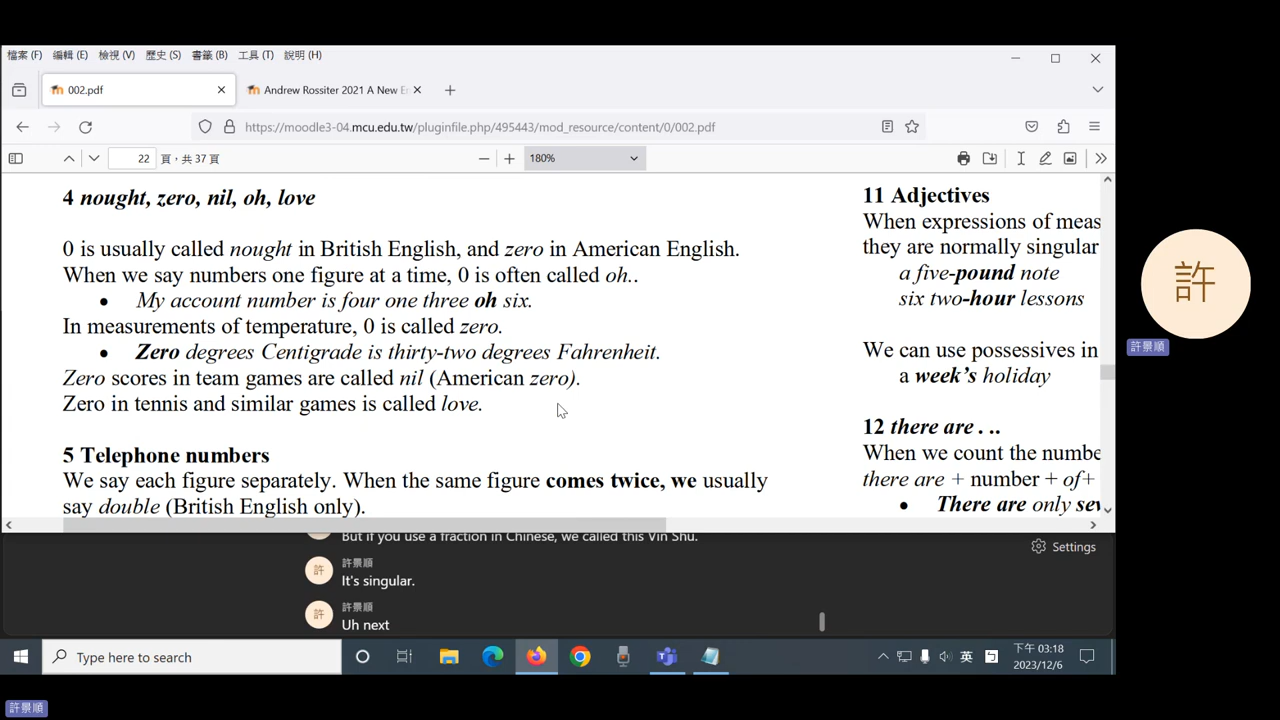 檔案 (F) 編輯 (E) 檢視 (V) 歷史 (S) 書籤 (B) 工具 (T) 說明 (H)
002.pdf
Andrew Rossiter 2021 A New E
https://moodle3-04.mcu.edu.tw/pluginfile.php/495443/mod_resource/content/0/002.pdf
22 頁，共 37 頁
180%
4 nought, zero, nil, oh, love
0 is usually called nought in British English, and zero in American English.
When we say numbers one figure at a time, 0 is often called oh..
• My account number is four one three oh six.
In measurements of temperature, 0 is called zero.
• Zero degrees Centigrade is thirty-two degrees Fahrenheit.
Zero scores in team games are called nil (American zero).
Zero in tennis and similar games is called love.
5 Telephone numbers
We say each figure separately. When the same figure comes twice, we usually
say double (British English only).
11 Adjectives
When expressions of meas
they are normally singular
a five-pound note
six two-hour lessons
We can use possessives in
a week's holiday
12 there are . ..
When we count the numbe
there are + number + of+
• There are only sev
But if you use a fraction in Chinese, we called this Vin Shu.
許
許景順
It's singular.
許
許景順
Uh next
Settings
Type here to search
英
下午 03:18
2023/12/6
許
許景順
許景順